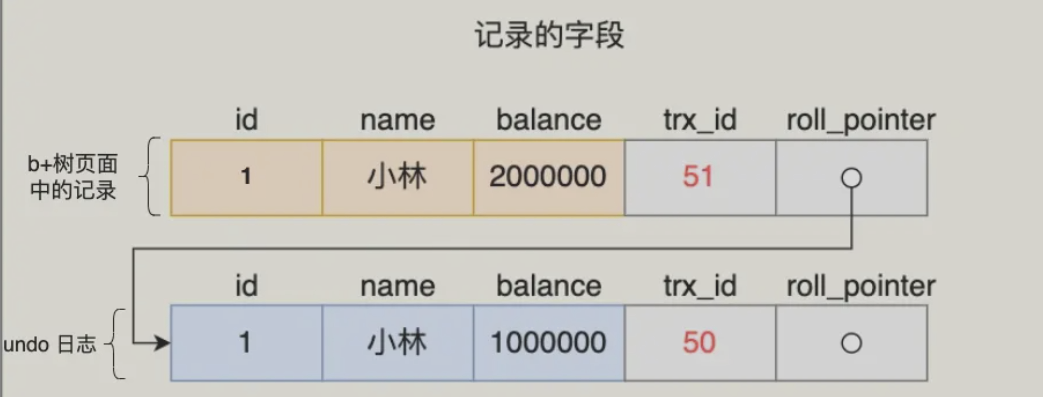 记录的字段
id name balance trx_id roll_pointer
b+树页面
中的记录
1 小林 2000000 51
id name balance trx_id roll_pointer
undo 日志
1 小林 1000000 50